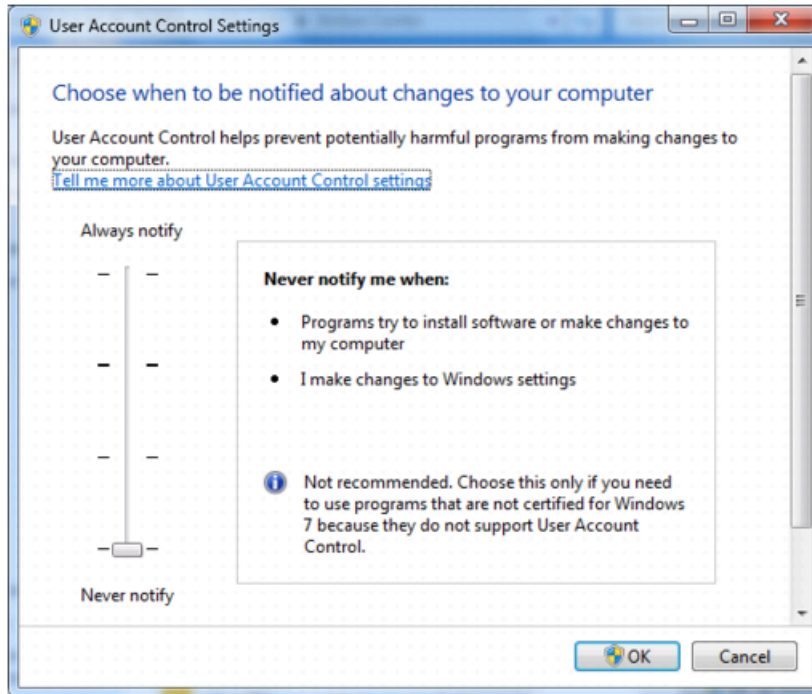 User Account Control Settings
Choose when to be notified about changes to your computer
User Account Control helps prevent potentially harmful programs from making changes to
your computer.
Tell me more about User Account Control settings
Always notify
Never notify me when:
• Programs try to install software or make changes to
my computer
• I make changes to Windows settings
Not recommended. Choose this only if you need
to use programs that are not certified for Windows
7 because they do not support User Account
Control.
Never notify
OK
Cancel